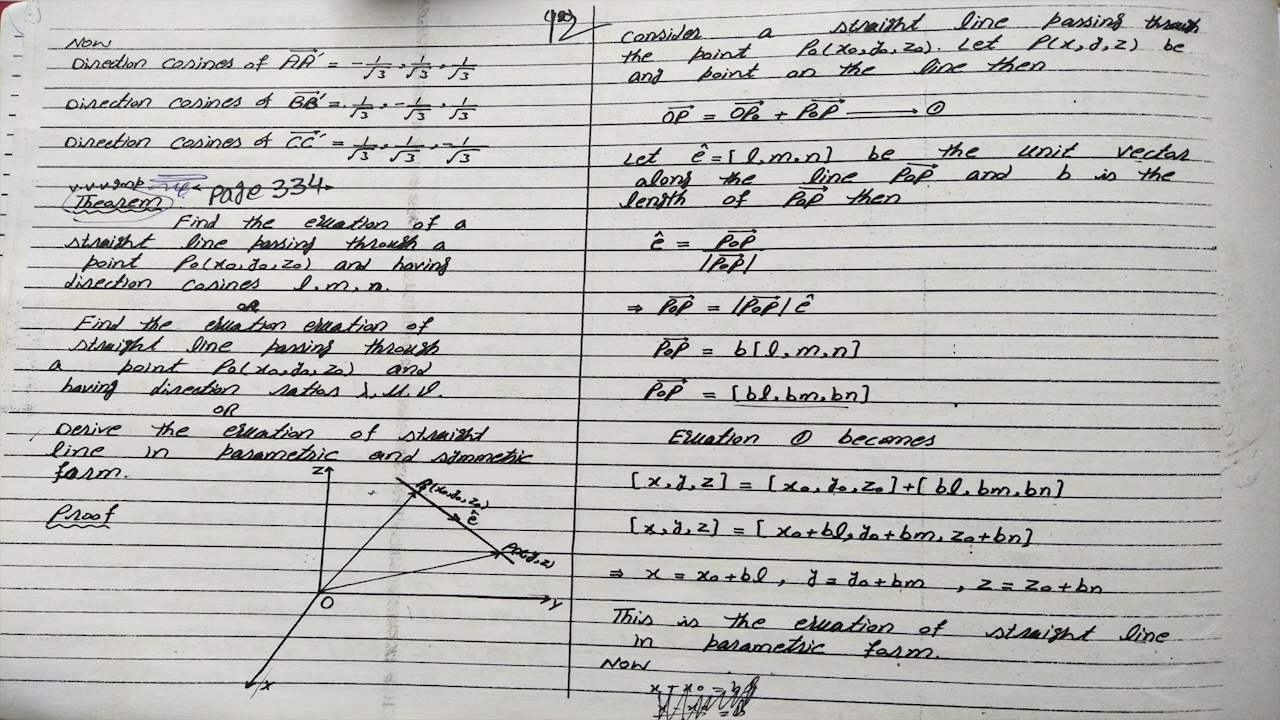 NOW
Direction cosines of AA' = -1/√3, 1/√3, 1/√3
Direction cosines of BB' = 1/√3, -1/√3, 1/√3
Direction cosines of CC' = 1/√3, 1/√3, -1/√3
v.v.v.imp page 334
Theorem
Find the equation of a
straight line passing through a
point P₀(x₀,y₀,z₀) and having
direction cosines l, m, n.
OR
Find the equation equation of
straight line passing through
a point P₀(x₀,y₀,z₀) and
having direction ratios λ, μ, ν.
OR
Derive the equation of straight
line in parametric and symmetric
form.
Proof
Z
P₀(x₀,y₀,z₀)
ê
O
Y
X
Consider a straight line passing through
the point P₀(x₀,y₀,z₀). Let P(x,y,z) be
any point on the line then
OP = OP₀ + P₀P → ①
Let ê = [l,m,n] be the unit vector
along the line P₀P and b is the
length of P₀P then
ê = P₀P / |P₀P|
⇒ P₀P = |P₀P| ê
P₀P = b[l,m,n]
P₀P = [bl,bm,bn]
Equation ① becomes
[x,y,z] = [x₀,y₀,z₀]+[bl,bm,bn]
[x,y,z] = [x₀+bl,y₀+bm,z₀+bn]
⇒ x = x₀+bl, y = y₀+bm, z = z₀+bn
This is the equation of straight line
in parametric form.
NOW